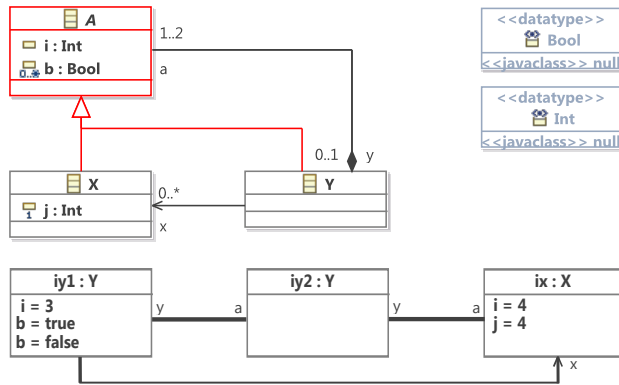 A
i : Int
0..*
b : Bool
1..2
a
<<datatype>>
Bool
<<javaclass>> null
<<datatype>>
Int
<<javaclass>> null
0..1
y
X
1
j : Int
0..*
x
Y
iy1 : Y
i = 3
b = true
b = false
y
a
iy2 : Y
y
a
ix : X
i = 4
j = 4
x